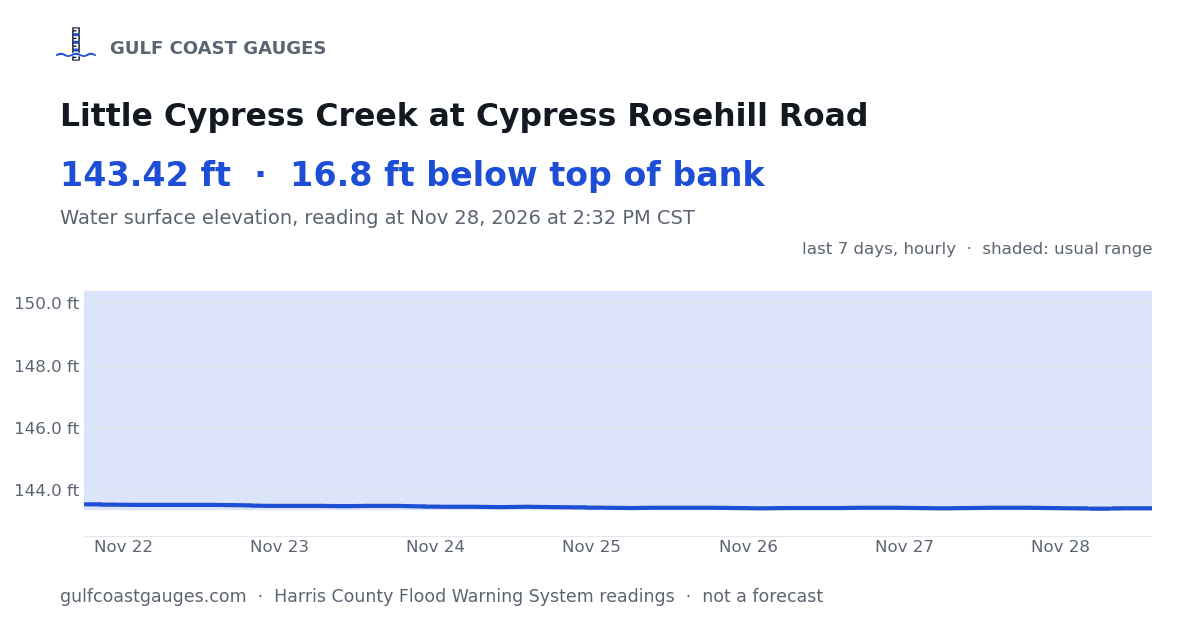 GULF COAST GAUGES
Little Cypress Creek at Cypress Rosehill Road
143.42 ft · 16.8 ft below top of bank
Water surface elevation, reading at Nov 28, 2026 at 2:32 PM CST
last 7 days, hourly · shaded: usual range
150.0 ft
148.0 ft
146.0 ft
144.0 ft
Nov 22 Nov 23 Nov 24 Nov 25 Nov 26 Nov 27 Nov 28
gulfcoastgauges.com · Harris County Flood Warning System readings · not a forecast